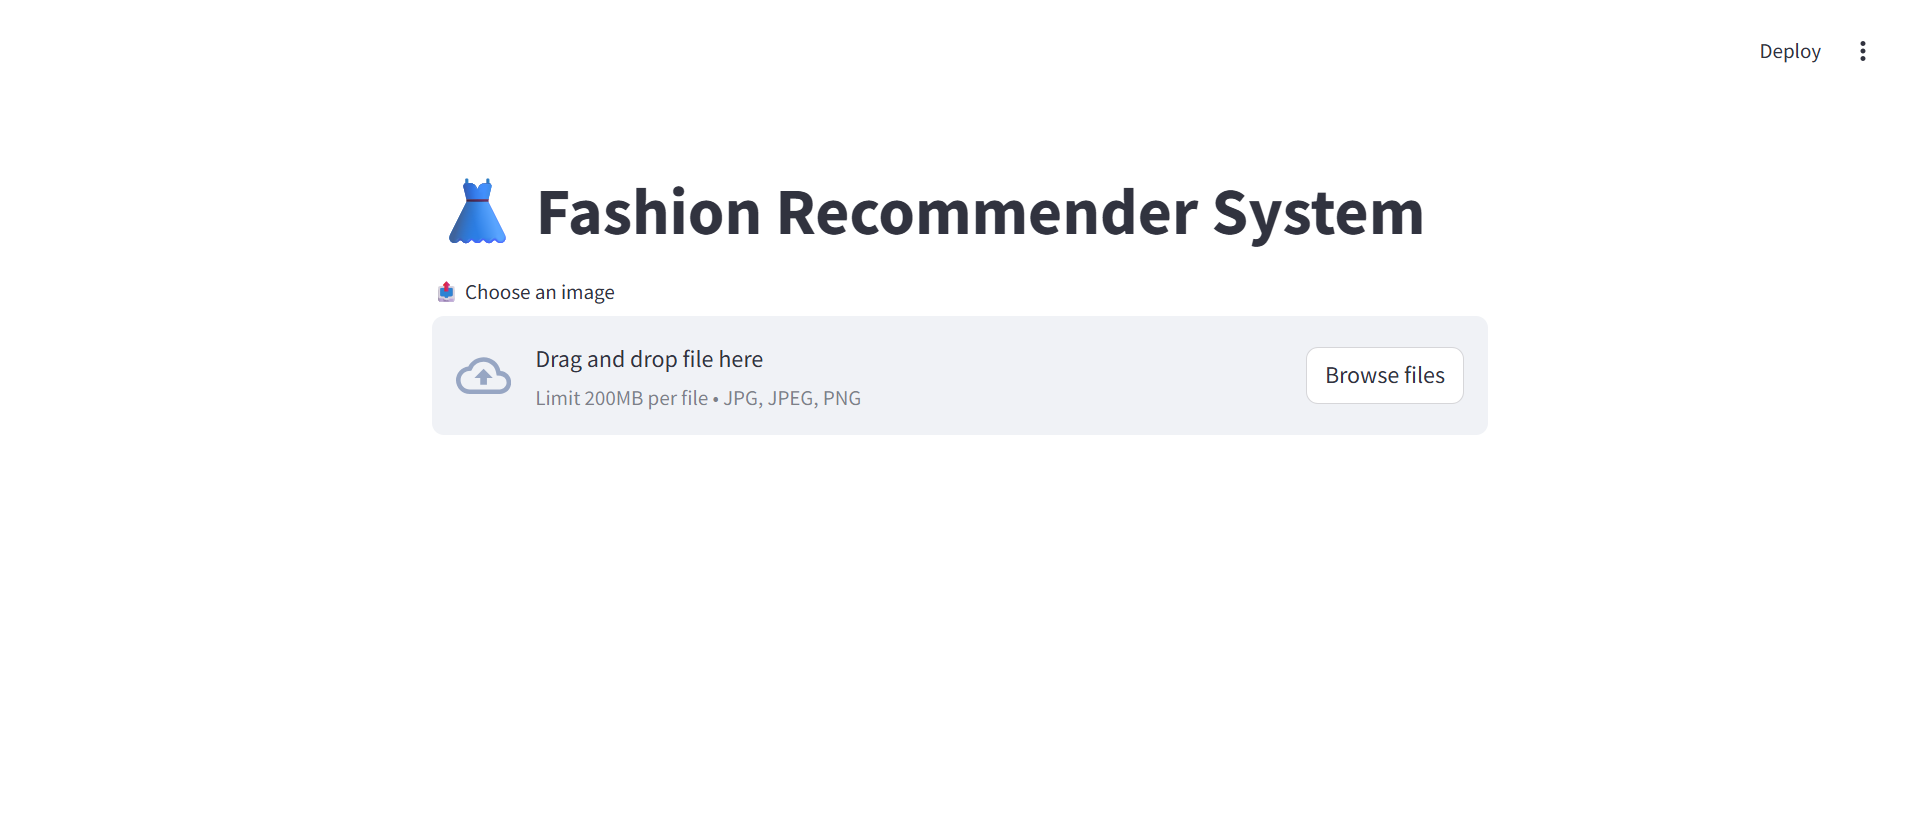 Deploy
Fashion Recommender System
Choose an image
Drag and drop file here
Limit 200MB per file • JPG, JPEG, PNG
Browse files